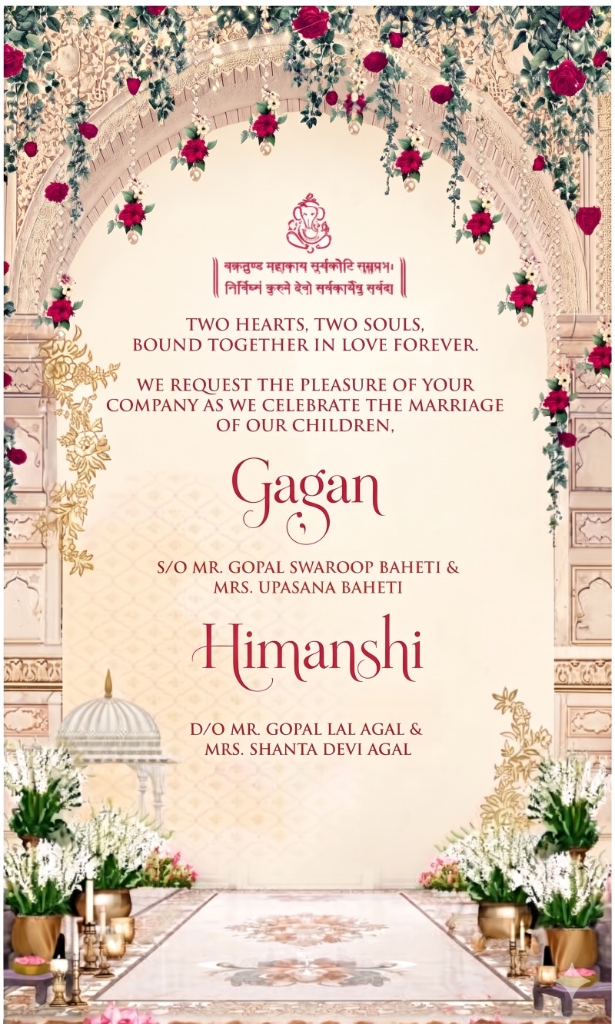 ॥ वक्रतुण्ड महाकाय सूर्यकोटि समप्रभ।
निर्विघ्नं कुरुमे देवो सर्वकार्येषु सर्वदा ॥
TWO HEARTS, TWO SOULS,
BOUND TOGETHER IN LOVE FOREVER.
WE REQUEST THE PLEASURE OF YOUR
COMPANY AS WE CELEBRATE THE MARRIAGE
OF OUR CHILDREN,
Gagan
S/O MR. GOPAL SWAROOP BAHETI &
MRS. UPASANA BAHETI
Himanshi
D/O MR. GOPAL LAL AGAL &
MRS. SHANTA DEVI AGAL